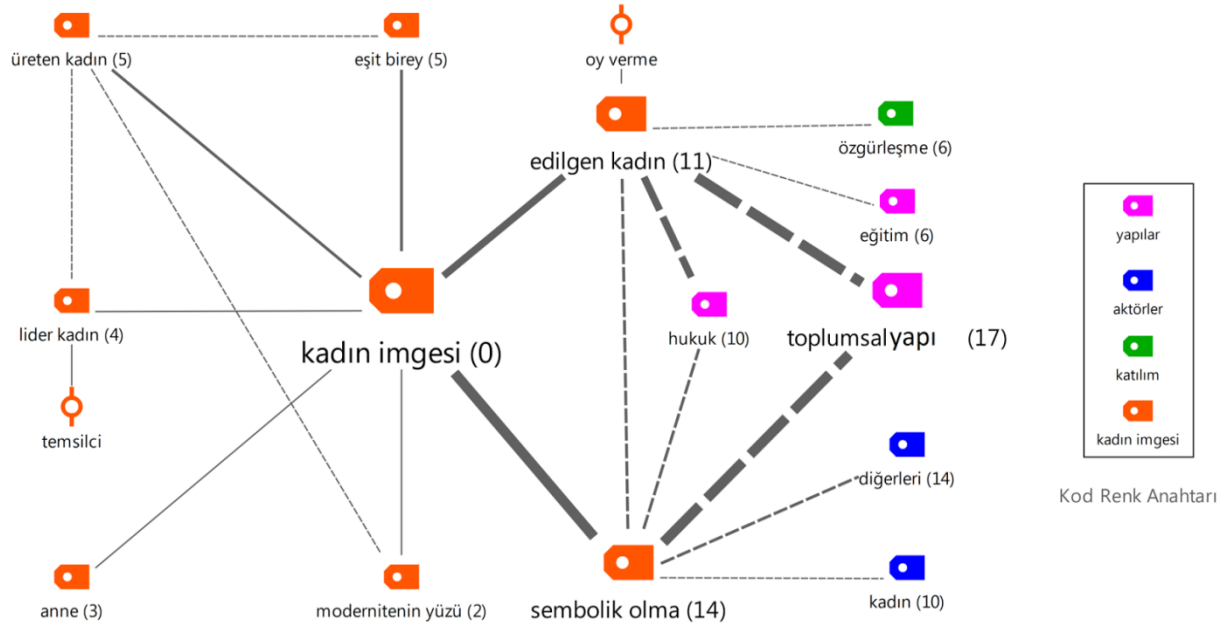 üreten kadın (5)
eşit birey (5)
oy verme
edilgen kadın (11)
özgürleşme (6)
eğitim (6)
lider kadın (4)
kadın imgesi (0)
hukuk (10)
toplumsal yapı (17)
temsilci
diğerleri (14)
anne (3)
modernitenin yüzü (2)
sembolik olma (14)
kadın (10)
yapılar
aktörler
katılım
kadın imgesi
Kod Renk Anahtarı